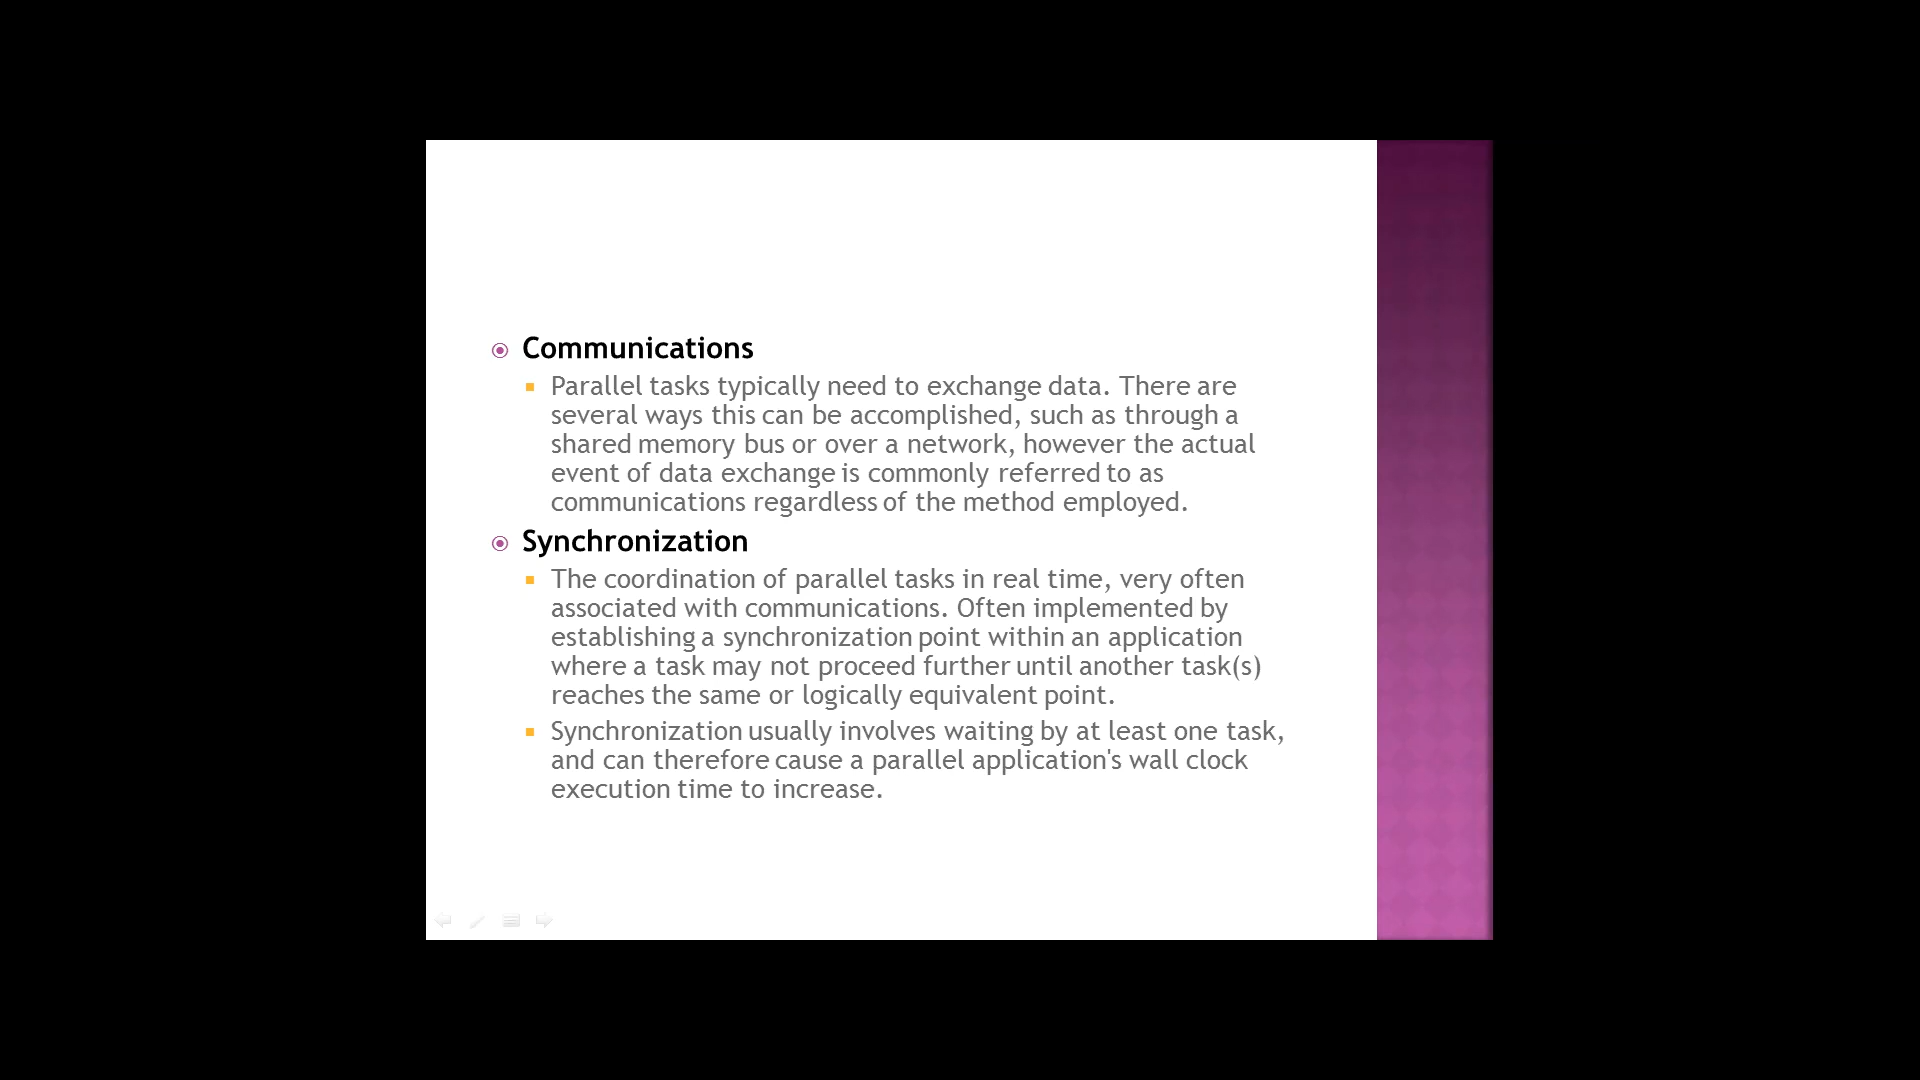 Communications
Parallel tasks typically need to exchange data. There are
several ways this can be accomplished, such as through a
shared memory bus or over a network, however the actual
event of data exchange is commonly referred to as
communications regardless of the method employed.
Synchronization
The coordination of parallel tasks in real time, very often
associated with communications. Often implemented by
establishing a synchronization point within an application
where a task may not proceed further until another task(s)
reaches the same or logically equivalent point.
Synchronization usually involves waiting by at least one task,
and can therefore cause a parallel application's wall clock
execution time to increase.